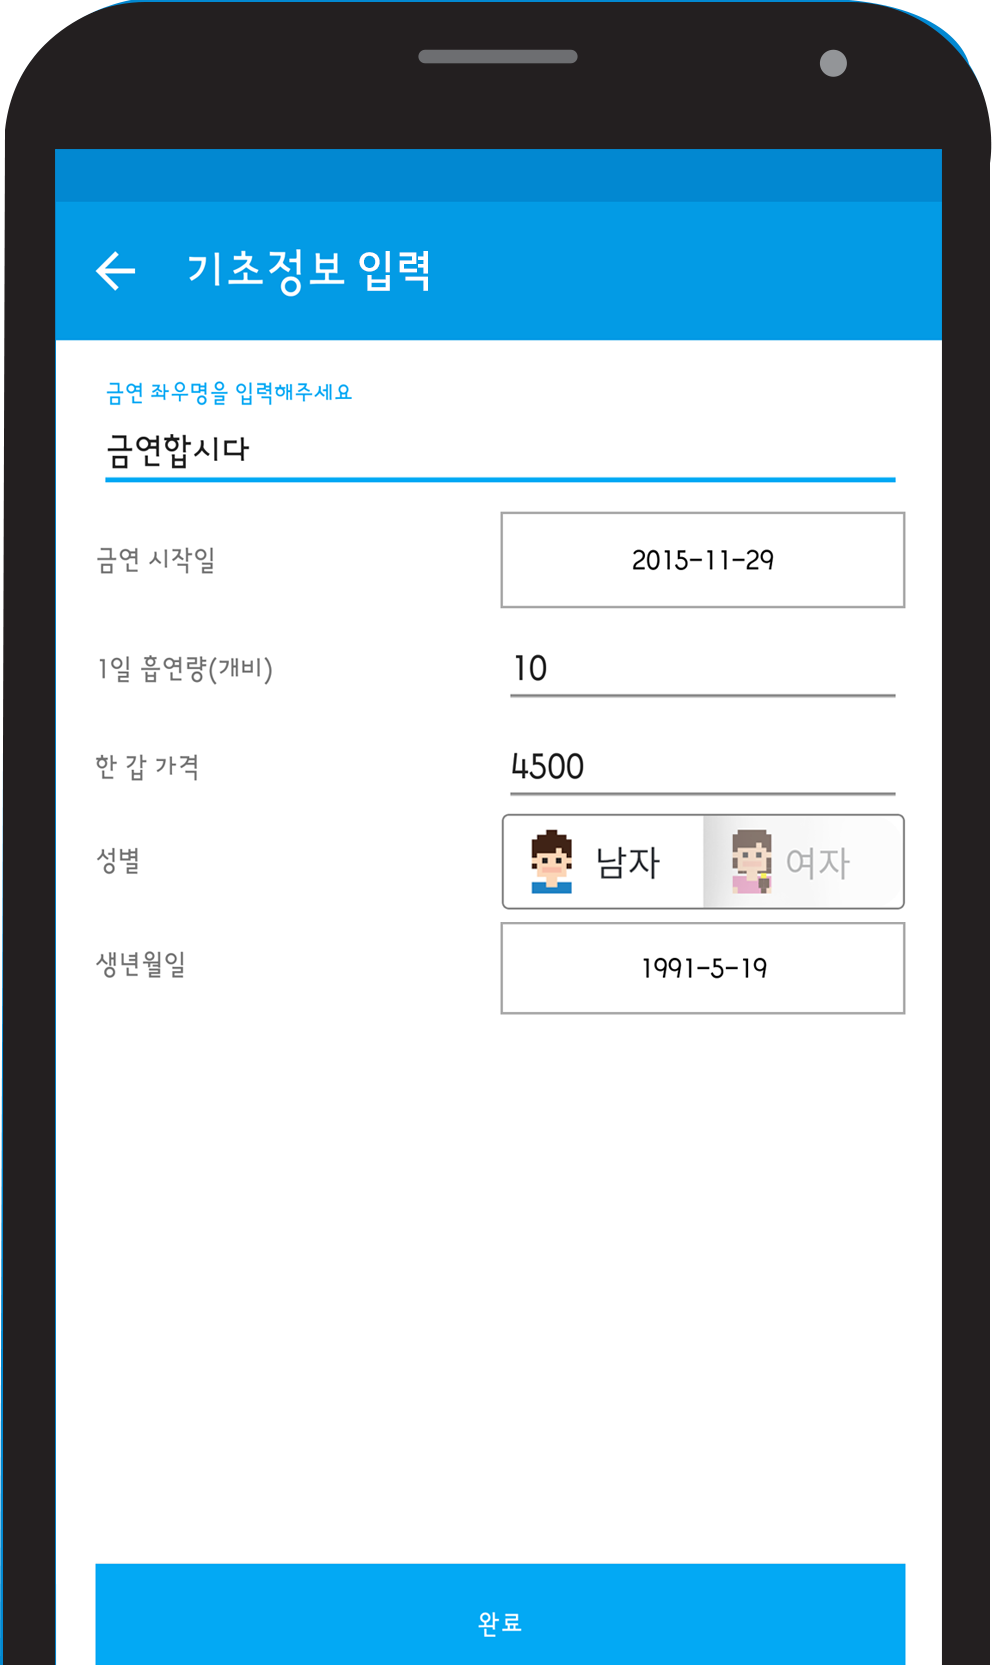 기초정보 입력
금연 좌우명을 입력해주세요
금연합시다
금연 시작일 2015-11-29
1일 흡연량(개비) 10
한 갑 가격 4500
성별 남자 여자
생년월일 1991-5-19
완료